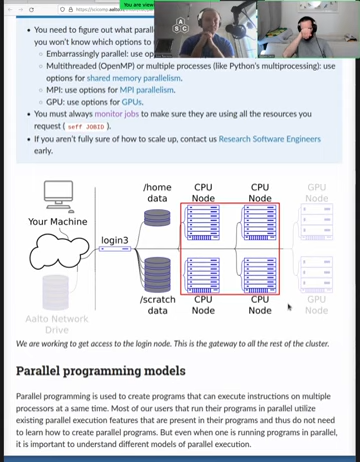 https://scicomp.aalto
You are view
You need to figure out what parall
you won't know which options to
Embarrassingly parallel: use op
Multithreaded (OpenMP) or multiple processes (like Python's multiprocessing): use
options for shared memory parallelism.
MPI: use options for MPI parallelism.
GPU: use options for GPUs.
You must always monitor jobs to make sure they are using all the resources you
request ( seff JOBID ).
If you aren't fully sure of how to scale up, contact us Research Software Engineers
early.
/home
data
CPU
Node
CPU
Node
GPU
Node
Your Machine
login3
/scratch
data
CPU
Node
CPU
Node
GPU
Node
Aalto Network
Drive
We are working to get access to the login node. This is the gateway to all the rest of the cluster.
Parallel programming models
Parallel programming is used to create programs that can execute instructions on multiple
processors at a same time. Most of our users that run their programs in parallel utilize
existing parallel execution features that are present in their programs and thus do not need
to learn how to create parallel programs. But even when one is running programs in parallel,
it is important to understand different models of parallel execution.